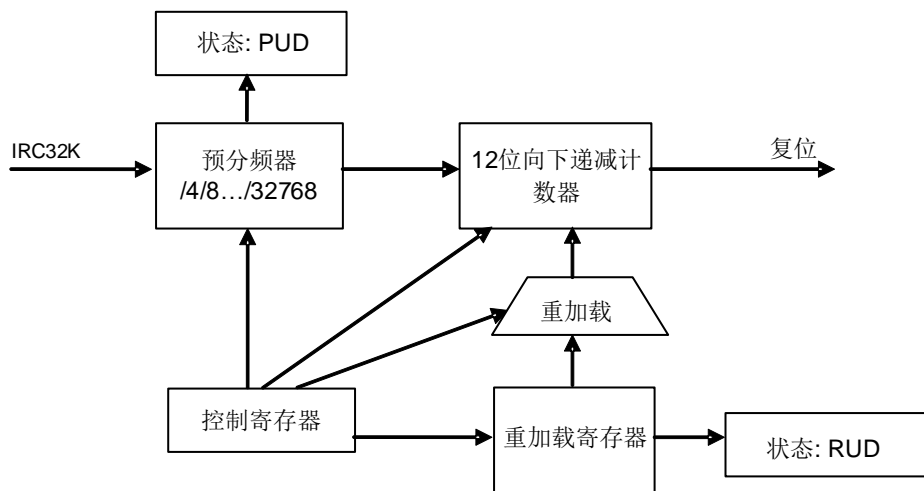 状态: PUD
IRC32K
预分频器
/4/8…/32768
12位向下递减计
数器
复位
重加载
控制寄存器
重加载寄存器
状态: RUD